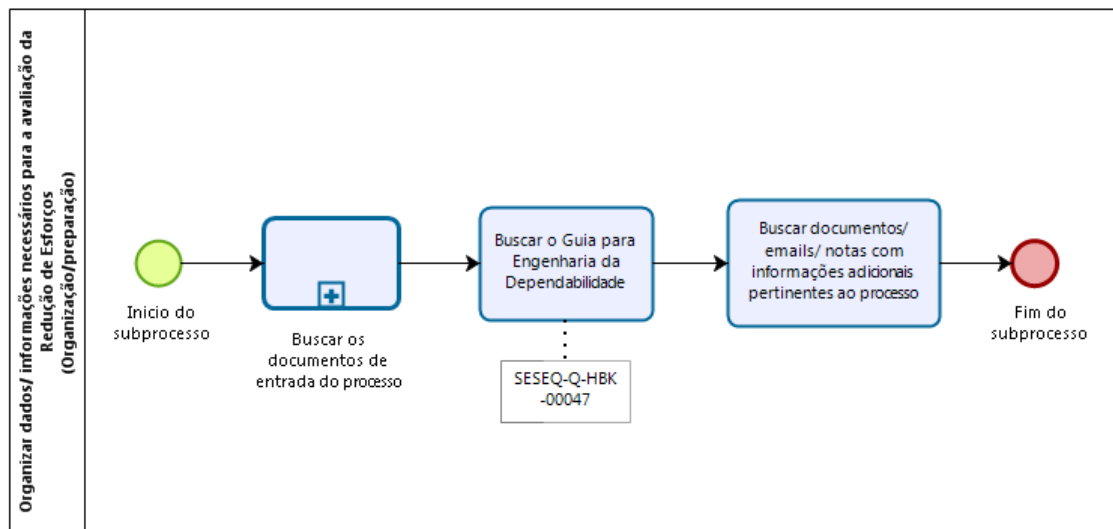 Organizar dados/ informações necessários para a avaliação da
Redução de Esforços
(Organização/preparação)
Inicio do
subprocesso
Buscar os
documentos de
entrada do processo
Buscar o Guia para
Engenharia da
Dependabilidade
SESEQ-Q-HBK
-00047
Buscar documentos/
emails/ notas com
informações adicionais
pertinentes ao processo
Fim do
subprocesso